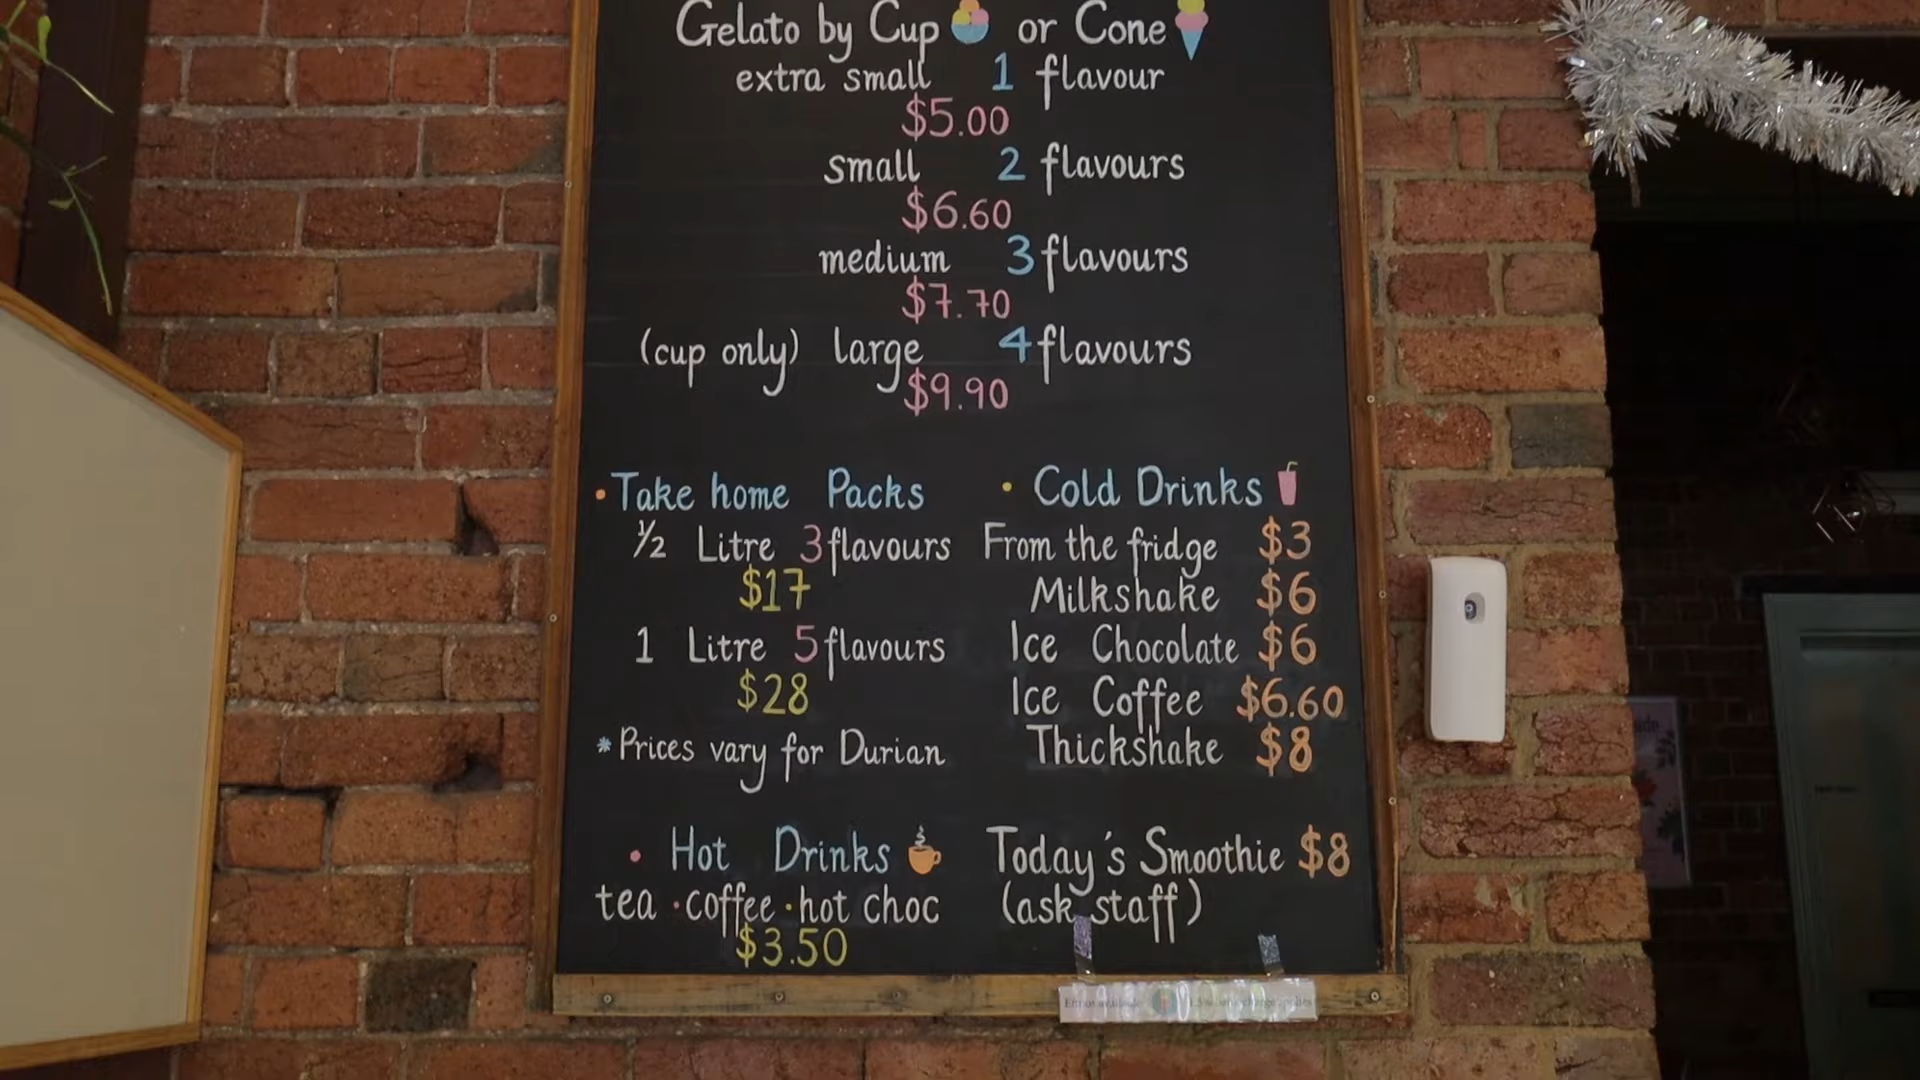 Gelato by Cup or Cone
extra small 1 flavour
$5.00
small 2 flavours
$6.60
medium 3 flavours
$7.70
(cup only) large 4 flavours
$9.90
• Take home Packs
½ Litre 3 flavours
$17
1 Litre 5 flavours
$28
*Prices vary for Durian
• Cold Drinks
From the fridge $3
Milkshake $6
Ice Chocolate $6
Ice Coffee $6.60
Thickshake $8
• Hot Drinks
tea • coffee • hot choc
$3.50
Today's Smoothie $8
(ask staff)